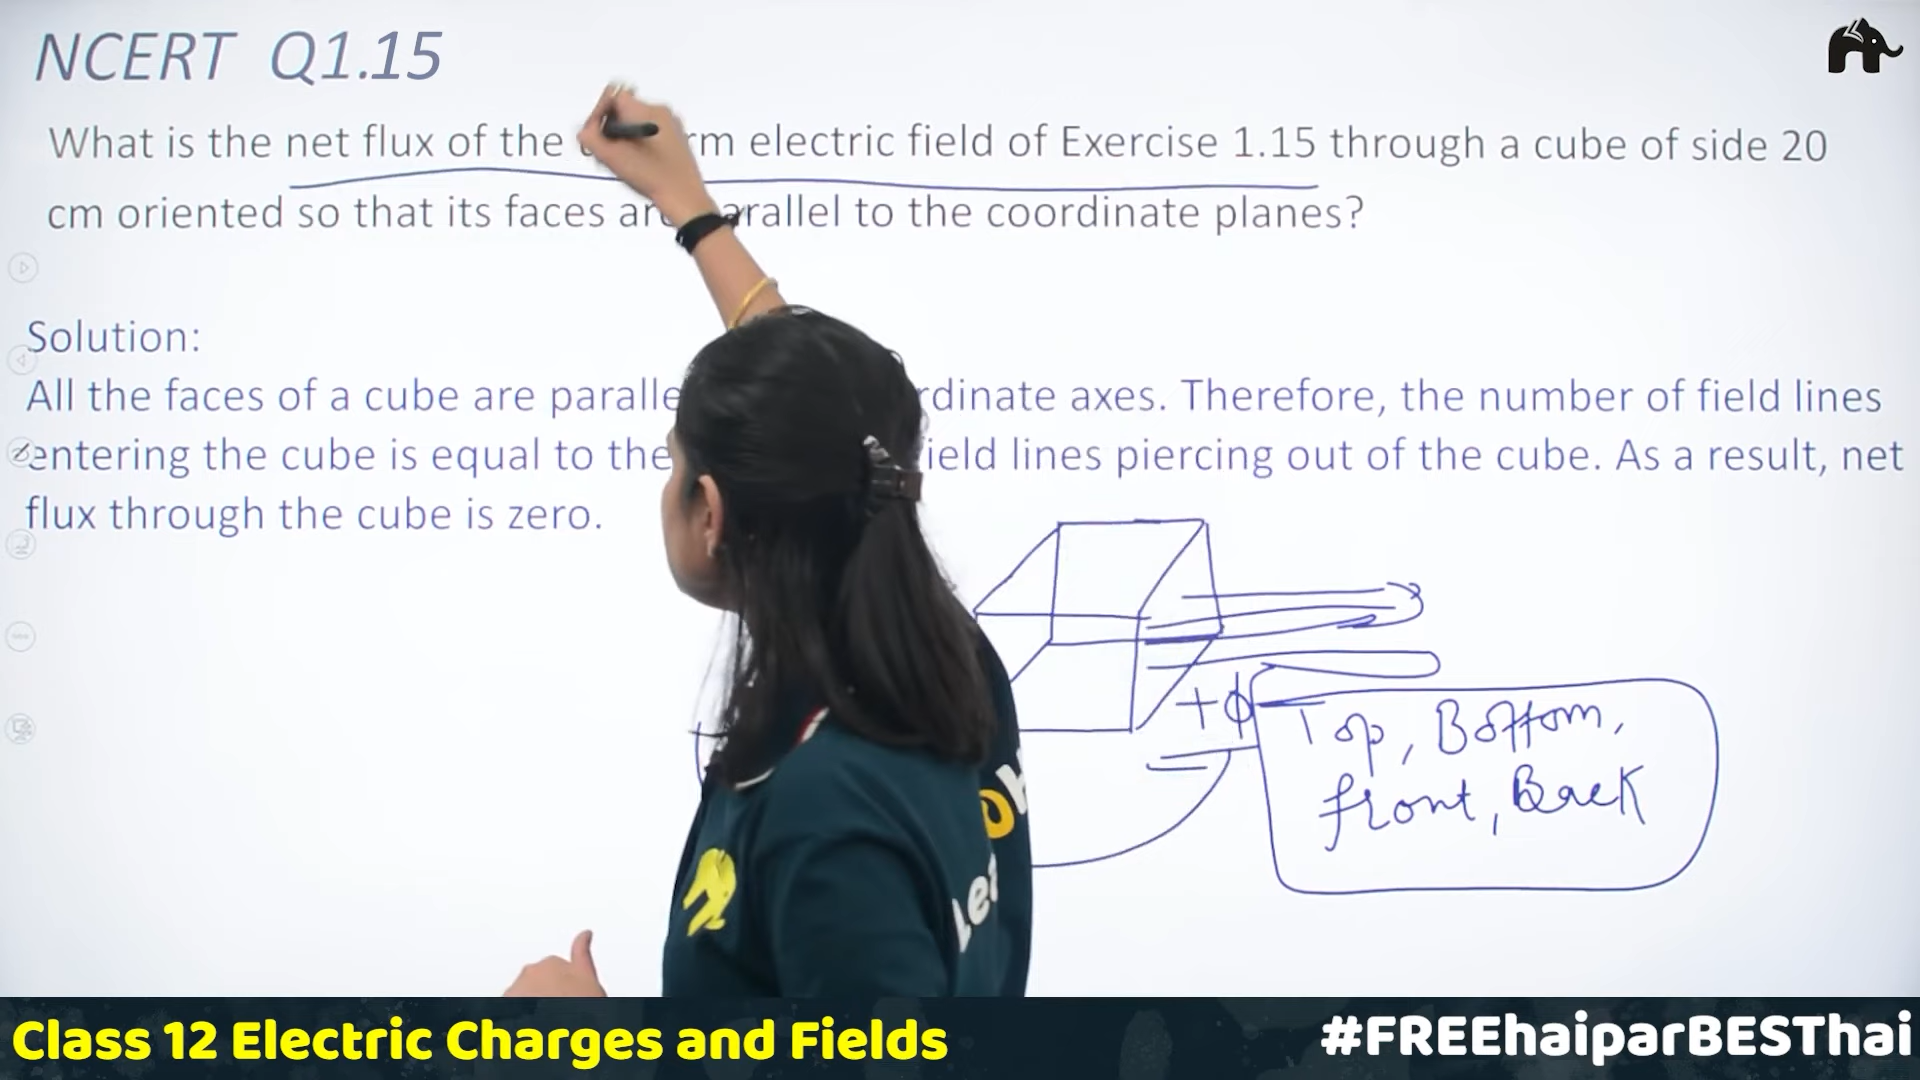 NCERT Q1.15
What is the net flux of the rm electric field of Exercise 1.15 through a cube of side 20
cm oriented so that its faces are parallel to the coordinate planes?
Solution:
All the faces of a cube are paralle rdinate axes. Therefore, the number of field lines
entering the cube is equal to the ield lines piercing out of the cube. As a result, net
flux through the cube is zero.
+ϕ
Top, Bottom,
front, Back
Class 12 Electric Charges and Fields
#FREEhaiparBESThai